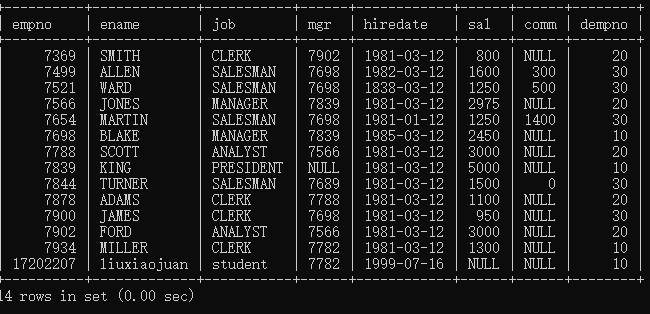 | empno | ename | job | mgr | hiredate | sal | comm | dempno |
| 7369 | SMITH | CLERK | 7902 | 1981-03-12 | 800 | NULL | 20 |
| 7499 | ALLEN | SALESMAN | 7698 | 1982-03-12 | 1600 | 300 | 30 |
| 7521 | WARD | SALESMAN | 7698 | 1838-03-12 | 1250 | 500 | 30 |
| 7566 | JONES | MANAGER | 7839 | 1981-03-12 | 2975 | NULL | 20 |
| 7654 | MARTIN | SALESMAN | 7698 | 1981-01-12 | 1250 | 1400 | 30 |
| 7698 | BLAKE | MANAGER | 7839 | 1985-03-12 | 2450 | NULL | 10 |
| 7788 | SCOTT | ANALYST | 7566 | 1981-03-12 | 3000 | NULL | 20 |
| 7839 | KING | PRESIDENT | NULL | 1981-03-12 | 5000 | NULL | 10 |
| 7844 | TURNER | SALESMAN | 7689 | 1981-03-12 | 1500 | 0 | 30 |
| 7878 | ADAMS | CLERK | 7788 | 1981-03-12 | 1100 | NULL | 20 |
| 7900 | JAMES | CLERK | 7698 | 1981-03-12 | 950 | NULL | 30 |
| 7902 | FORD | ANALYST | 7566 | 1981-03-12 | 3000 | NULL | 20 |
| 7934 | MILLER | CLERK | 7782 | 1981-03-12 | 1300 | NULL | 10 |
| 17202207 | liuxiaojuan | student | 7782 | 1999-07-16 | NULL | NULL | 10 |
14 rows in set (0.00 sec)